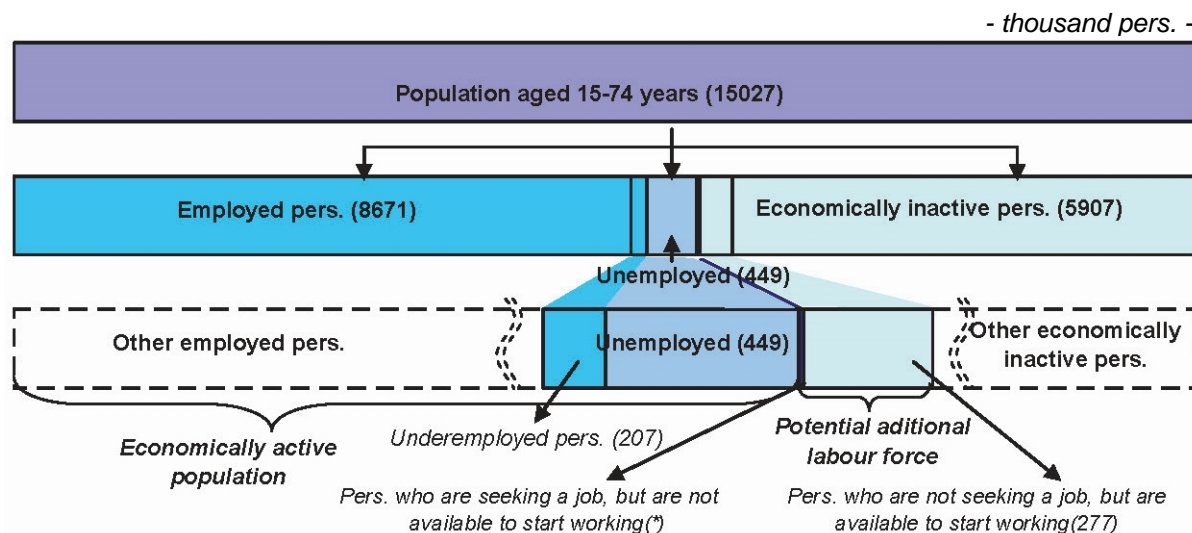 - thousand pers. -
Population aged 15-74 years (15027)
Employed pers. (8671)
Economically inactive pers. (5907)
Unemployed (449)
Other employed pers.
Unemployed (449)
Other economically
inactive pers.
Economically active
population
Underemployed pers. (207)
Potential aditional
labour force
Pers. who are seeking a job, but are not
available to start working(*)
Pers. who are not seeking a job, but are
available to start working(277)